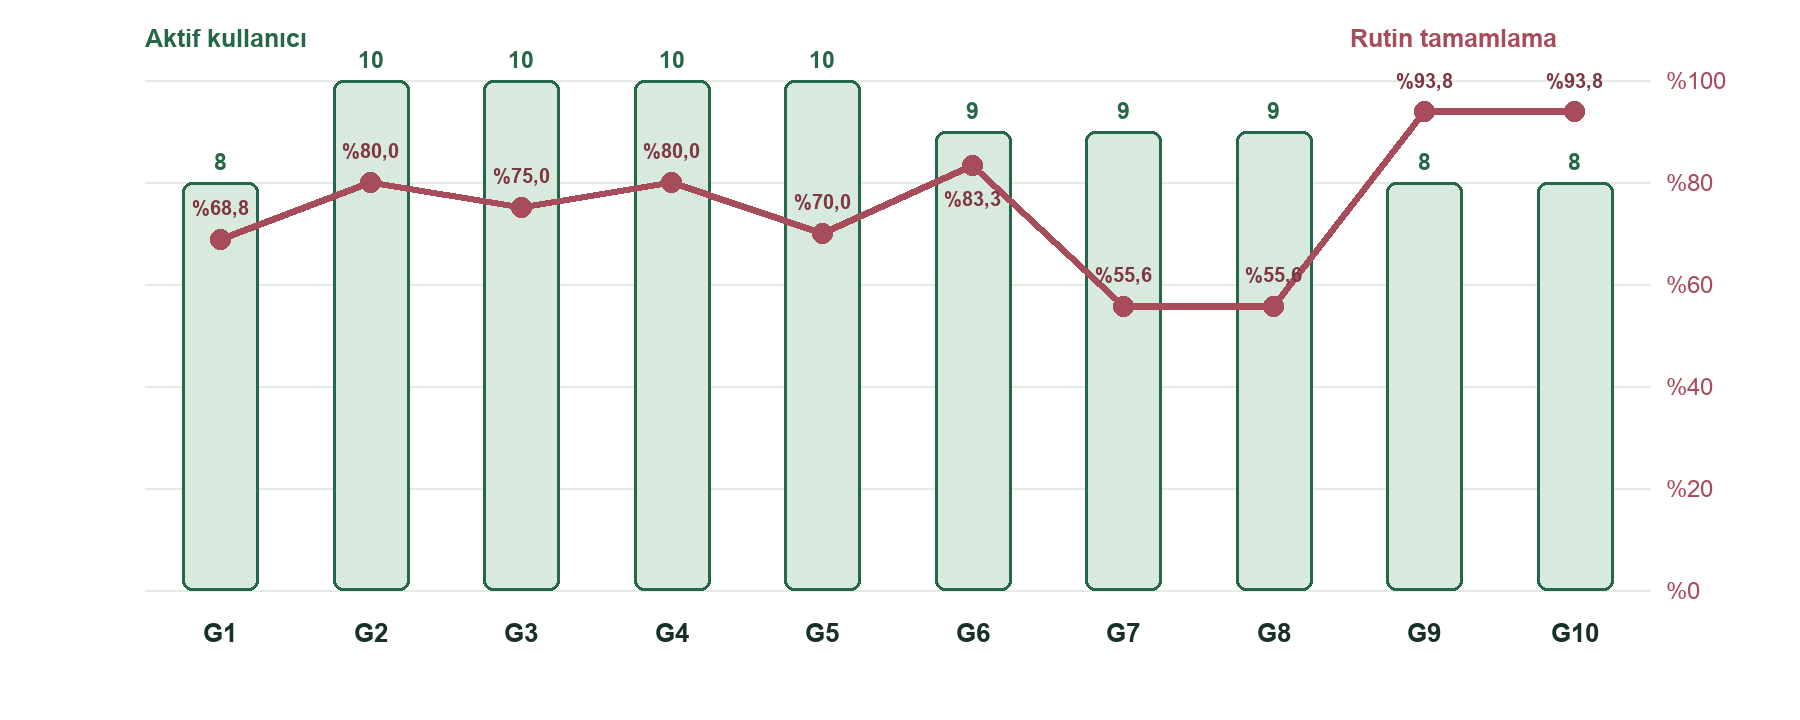 Aktif kullanıcı
Rutin tamamlama
10 10 10 10
%93,8 %93,8 %100
9 9 9
%80,0 %80,0
8 8 8
%75,0
%80
%83,3
%70,0
%68,8
%55,6 %55,6
%60
%40
%20
%0
G1 G2 G3 G4 G5 G6 G7 G8 G9 G10